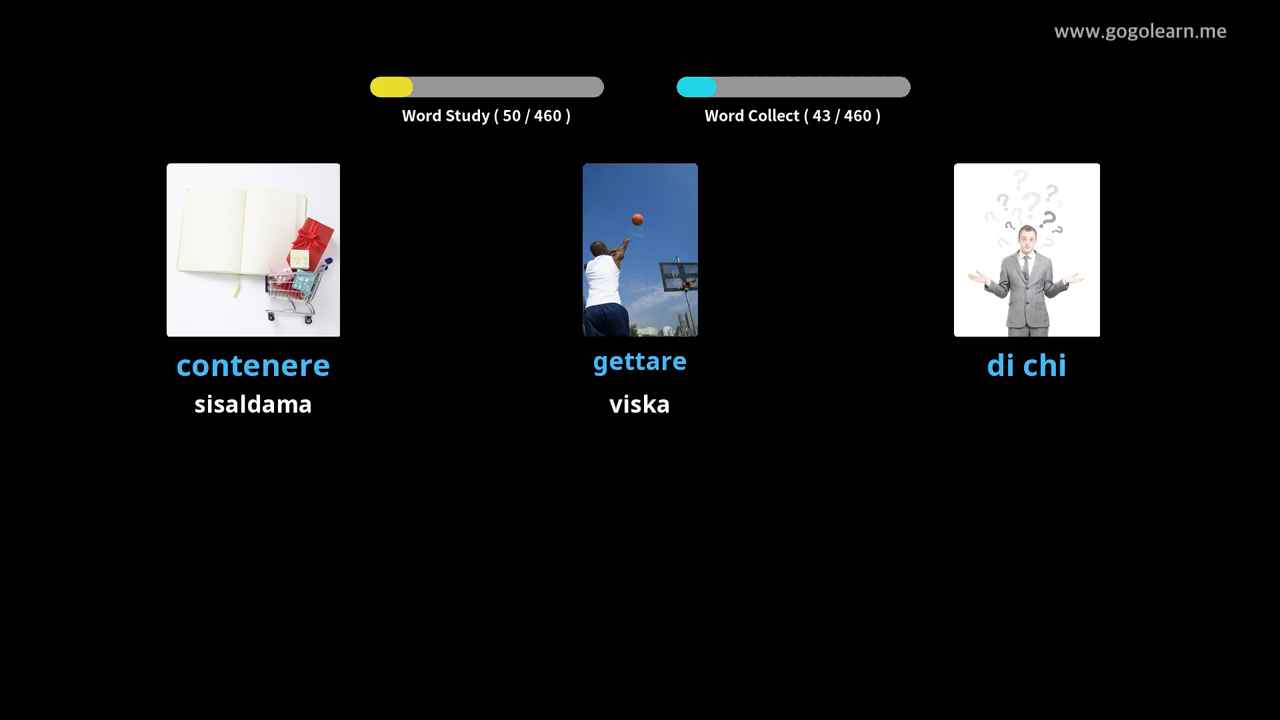 www.gogolearn.me
Word Study ( 50 / 460 )
Word Collect ( 43 / 460 )
contenere
sisaldama
gettare
viska
di chi